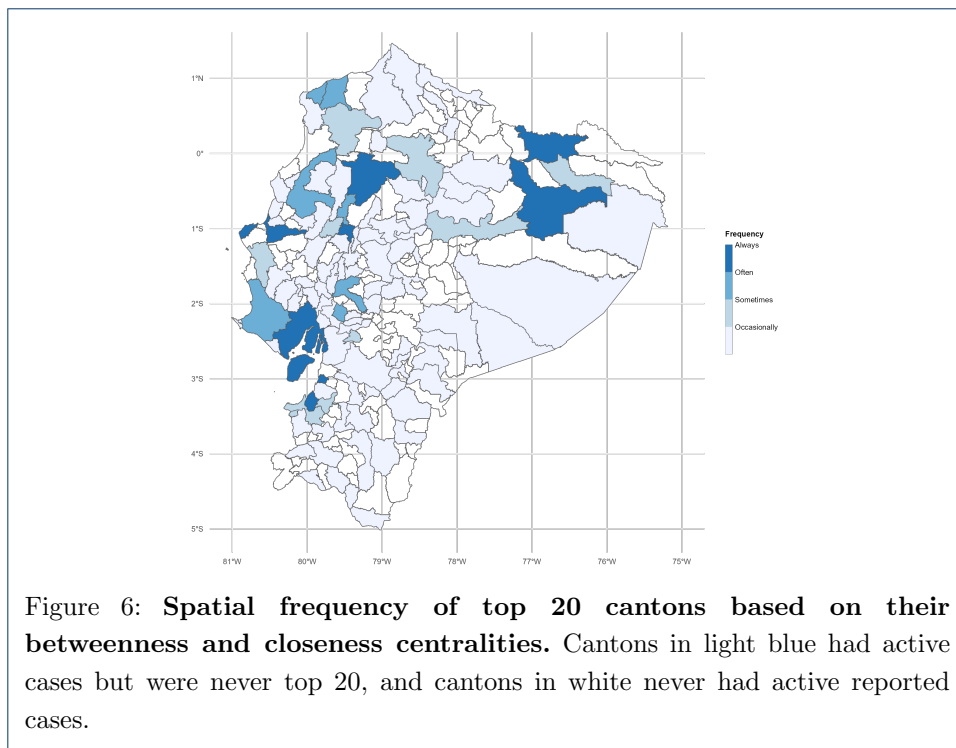 1°N
0°
1°S
2°S
3°S
4°S
5°S
81°W 80°W 79°W 78°W 77°W 76°W 75°W
Frequency
Always
Often
Sometimes
Occasionally
Figure 6: Spatial frequency of top 20 cantons based on their
betweenness and closeness centralities. Cantons in light blue had active
cases but were never top 20, and cantons in white never had active reported
cases.